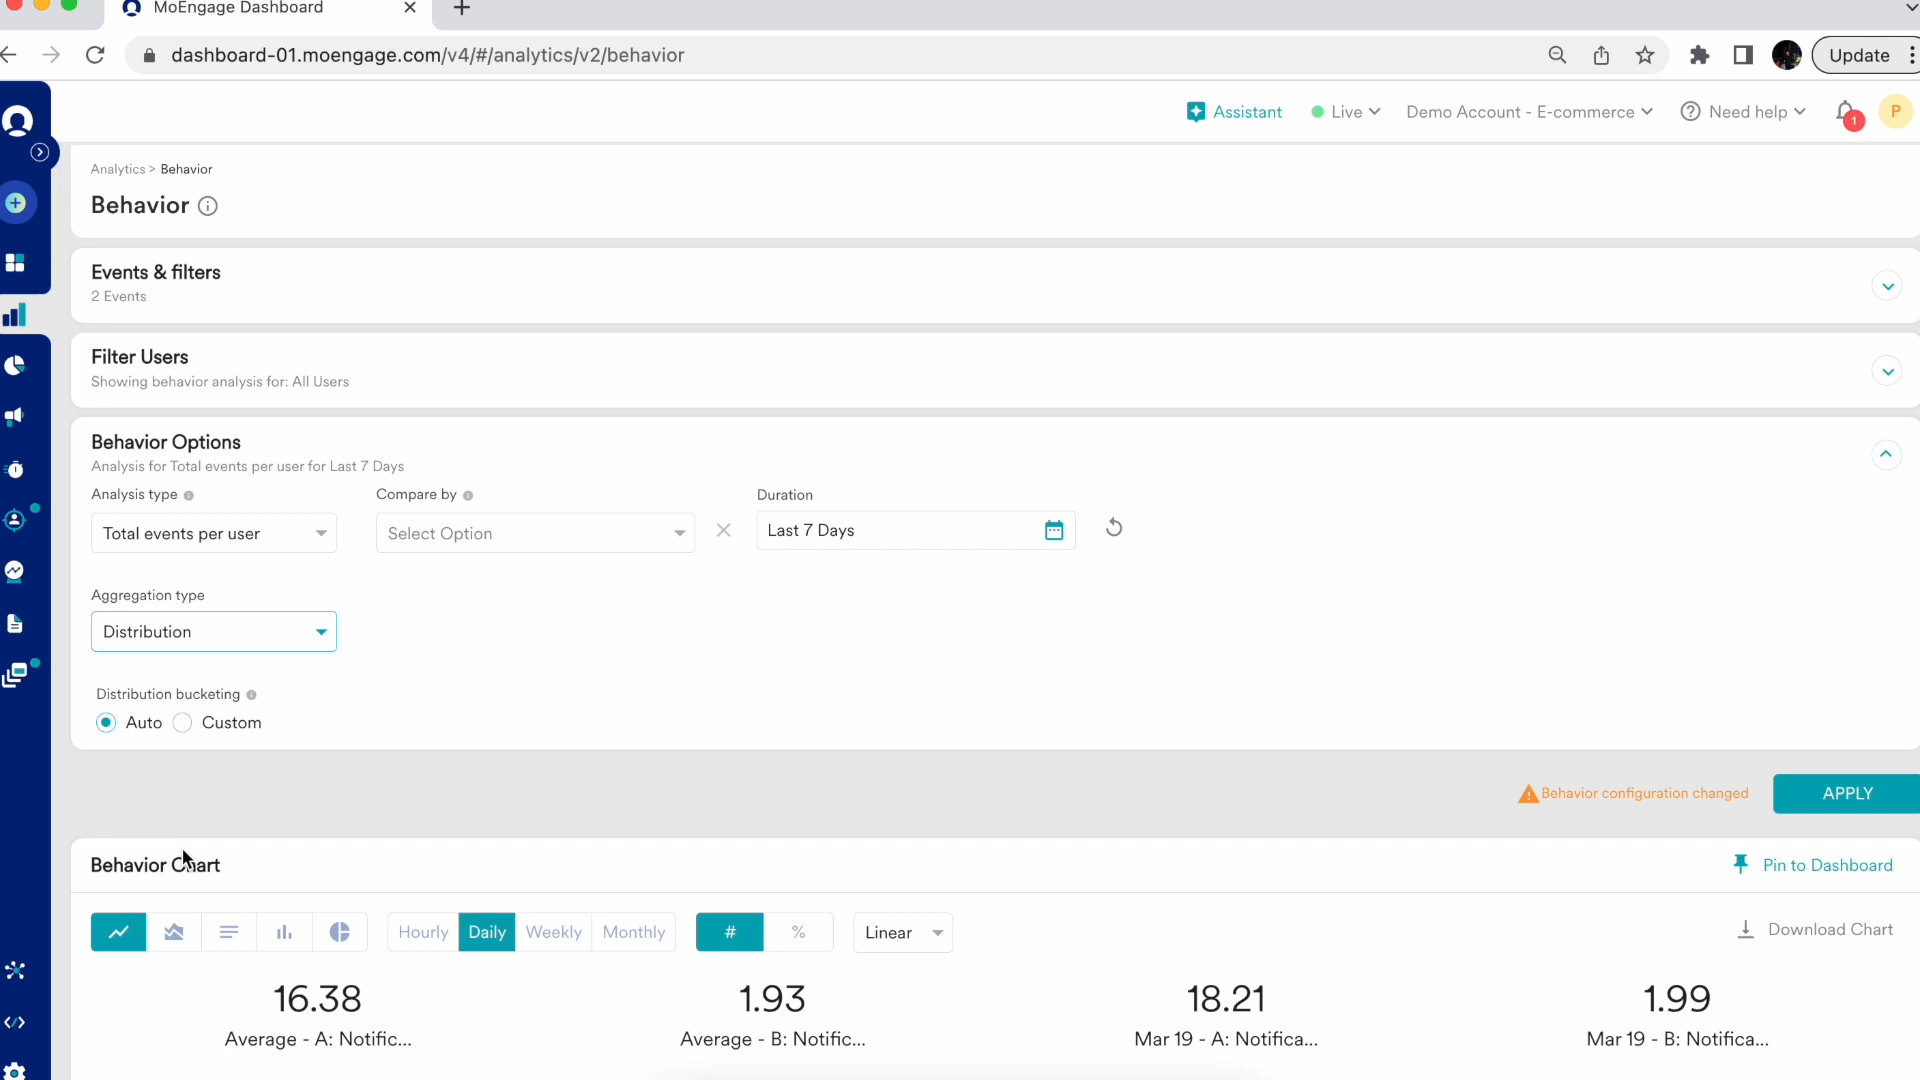 MoEngage Dashboard
dashboard-01.moengage.com/v4/#/analytics/v2/behavior
Update
Assistant
Live
Demo Account - E-commerce
Need help
1
P
Analytics > Behavior
Behavior
Events & filters
2 Events
Filter Users
Showing behavior analysis for: All Users
Behavior Options
Analysis for Total events per user for Last 7 Days
Analysis type
Compare by
Duration
Total events per user
Select Option
Last 7 Days
Aggregation type
Distribution
Distribution bucketing
Auto
Custom
Behavior configuration changed
APPLY
Behavior Chart
Pin to Dashboard
Hourly
Daily
Weekly
Monthly
#
%
Linear
Download Chart
16.38
1.93
18.21
1.99
Average - A: Notific...
Average - B: Notific...
Mar 19 - A: Notifica...
Mar 19 - B: Notifica...